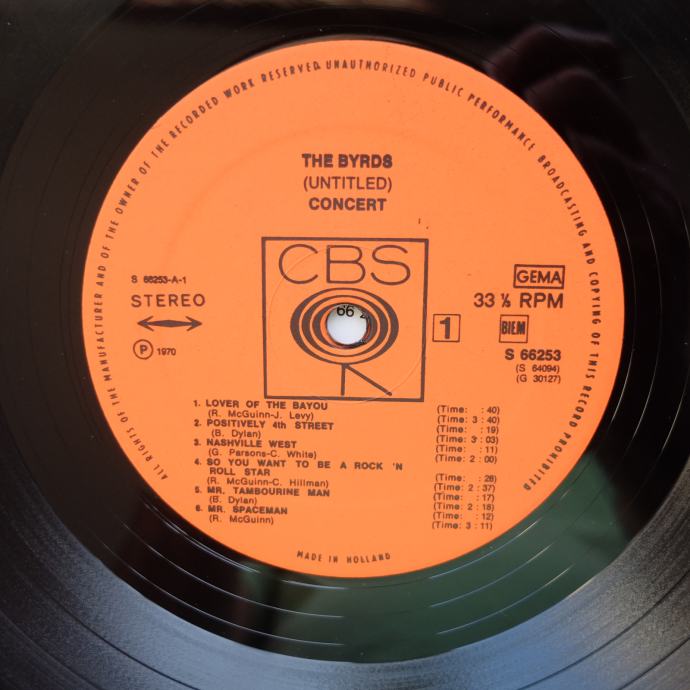 ALL RIGHTS OF THE MANUFACTURER AND OF THE OWNER OF THE RECORDED WORK RESERVED. UNAUTHORIZED PUBLIC PERFORMANCE BROADCASTING AND COPYING OF THIS RECORD PROHIBITED
THE BYRDS
(UNTITLED)
CONCERT
CBS
S 66253-A-1
STEREO
P 1970
GEMA
33 ⅓ RPM
1
BIEM
S 66253
(S 64094)
(G 30127)
66 2
1. LOVER OF THE BAYOU (Time: :40)
(R. McGuinn-J. Levy) (Time: 3 :40)
2. POSITIVELY 4th STREET (Time: :19)
(B. Dylan) (Time: 3 :03)
3. NASHVILLE WEST (Time: :11)
(G. Parsons-C. White) (Time: 2 :00)
4. SO YOU WANT TO BE A ROCK 'N
ROLL STAR (Time: :28)
(R. McGuinn-C. Hillman) (Time: 2 :37)
5. MR. TAMBOURINE MAN (Time: :17)
(B. Dylan) (Time: 2 :18)
6. MR. SPACEMAN (Time: :12)
(R. McGuinn) (Time: 3 :11)
MADE IN HOLLAND